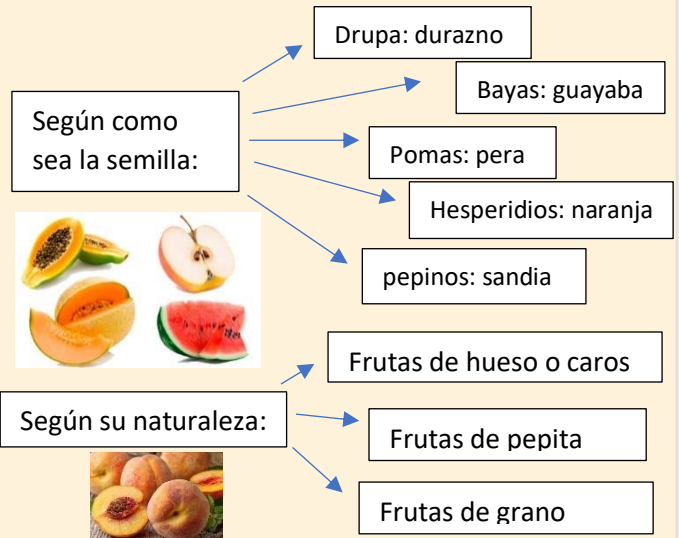 Drupa: durazno
Bayas: guayaba
Según como
sea la semilla:
Pomas: pera
Hesperidios: naranja
pepinos: sandia
Frutas de hueso o caros
Según su naturaleza:
Frutas de pepita
Frutas de grano